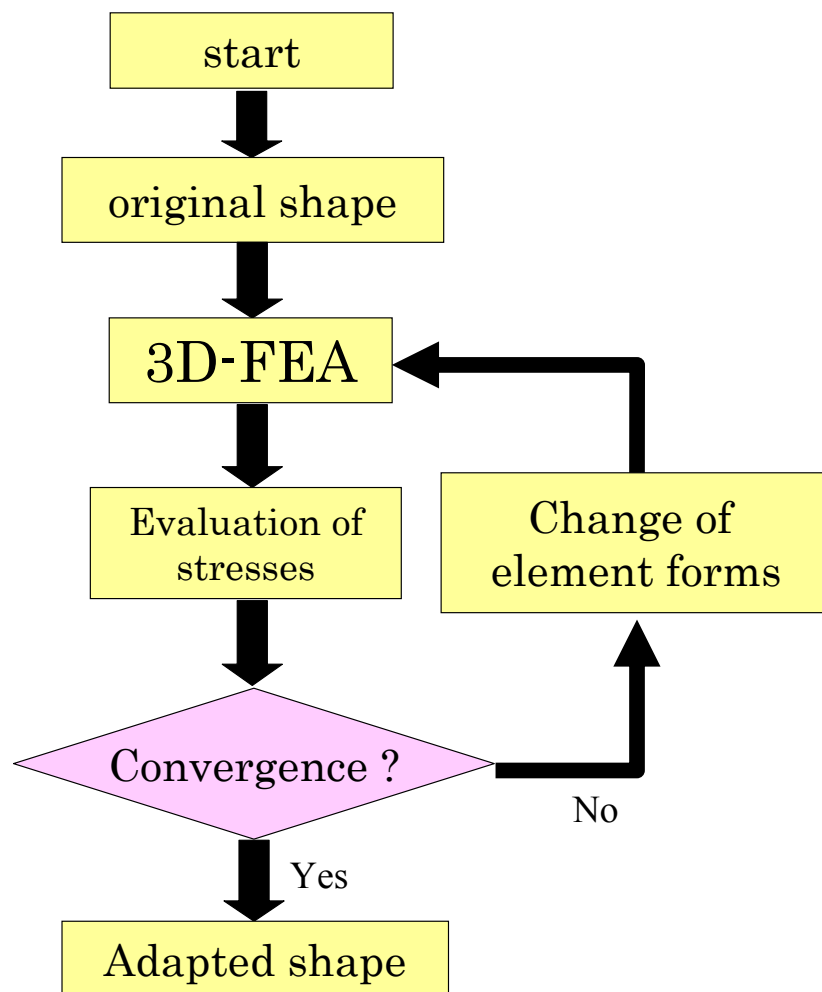 start
original shape
3D-FEA
Evaluation of
stresses
Change of
element forms
Convergence ?
No
Yes
Adapted shape